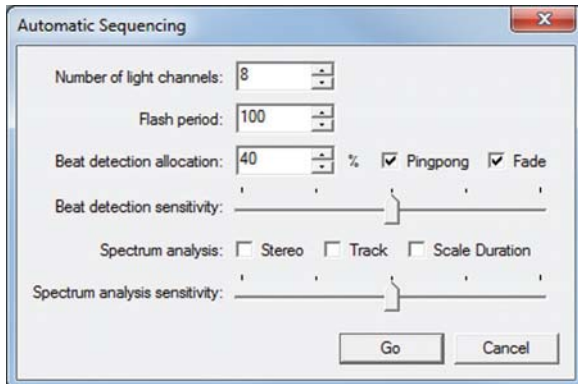 Automatic Sequencing
Number of light channels: 8
Flash period: 100
Beat detection allocation: 40 % Pingpong Fade
Beat detection sensitivity:
Spectrum analysis: Stereo Track Scale Duration
Spectrum analysis sensitivity:
Go Cancel